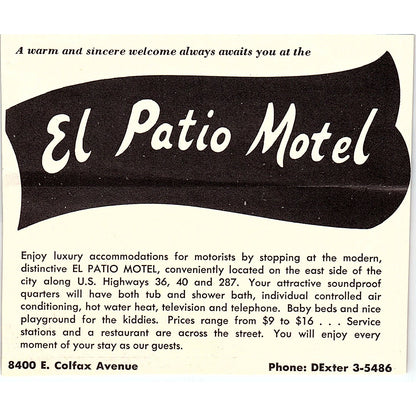 A warm and sincere welcome always awaits you at the
El Patio Motel
Enjoy luxury accommodations for motorists by stopping at the modern,
distinctive EL PATIO MOTEL, conveniently located on the east side of the
city along U.S. Highways 36, 40 and 287. Your attractive soundproof
quarters will have both tub and shower bath, individual controlled air
conditioning, hot water heat, television and telephone. Baby beds and nice
playground for the kiddies. Prices range from $9 to $16 . . . Service
stations and a restaurant are across the street. You will enjoy every
moment of your stay as our guests.
8400 E. Colfax Avenue Phone: DExter 3-5486